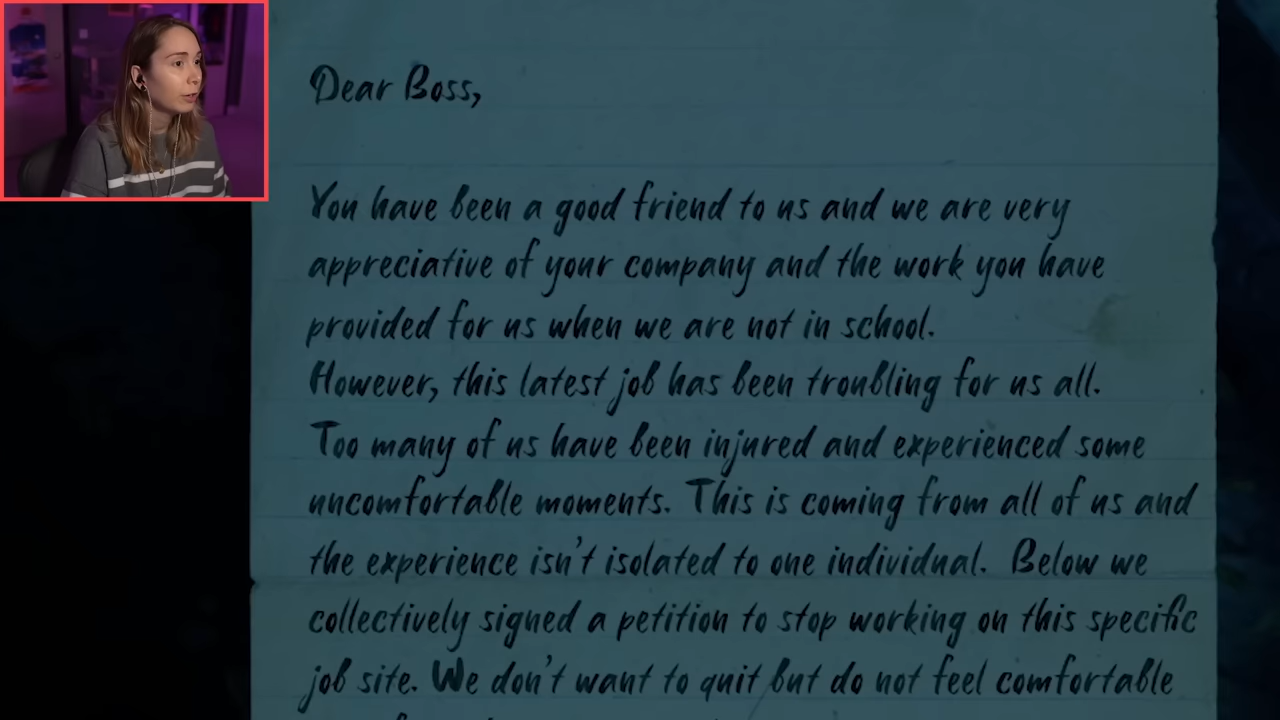 Dear Boss,
You have been a good friend to us and we are very
appreciative of your company and the work you have
provided for us when we are not in school.
However, this latest job has been troubling for us all.
Too many of us have been injured and experienced some
uncomfortable moments. This is coming from all of us and
the experience isn't isolated to one individual. Below we
collectively signed a petition to stop working on this specific
job site. We don't want to quit but do not feel comfortable